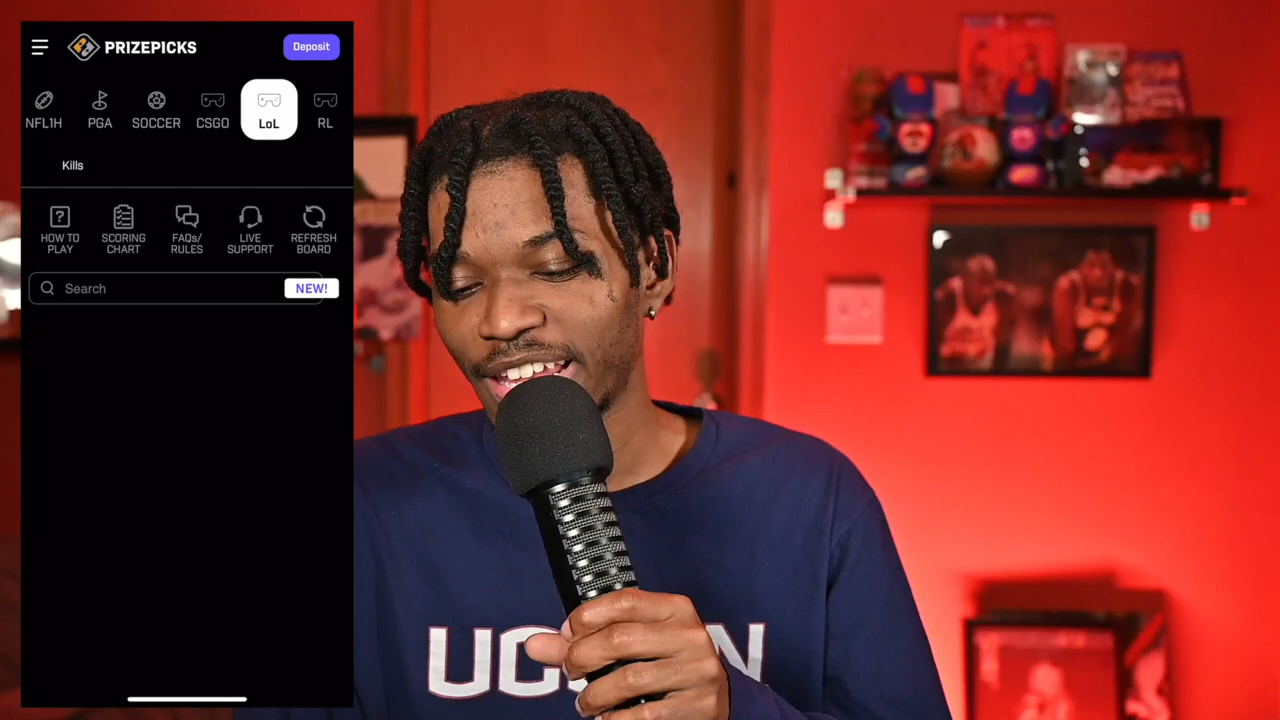 PRIZEPICKS
Deposit
NFL1H
PGA
SOCCER
CSGO
LoL
RL
Kills
HOW TO
PLAY
SCORING
CHART
FAQs/
RULES
LIVE
SUPPORT
REFRESH
BOARD
Search
NEW!